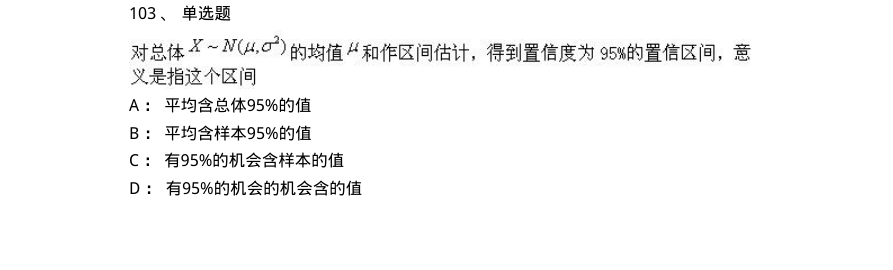 103、 单选题
对总体 X ~ N(μ,σ²) 的均值 μ 和作区间估计，得到置信度为 95%的置信区间，意
义是指这个区间
A： 平均含总体95%的值
B： 平均含样本95%的值
C： 有95%的机会含样本的值
D： 有95%的机会的机会含的值